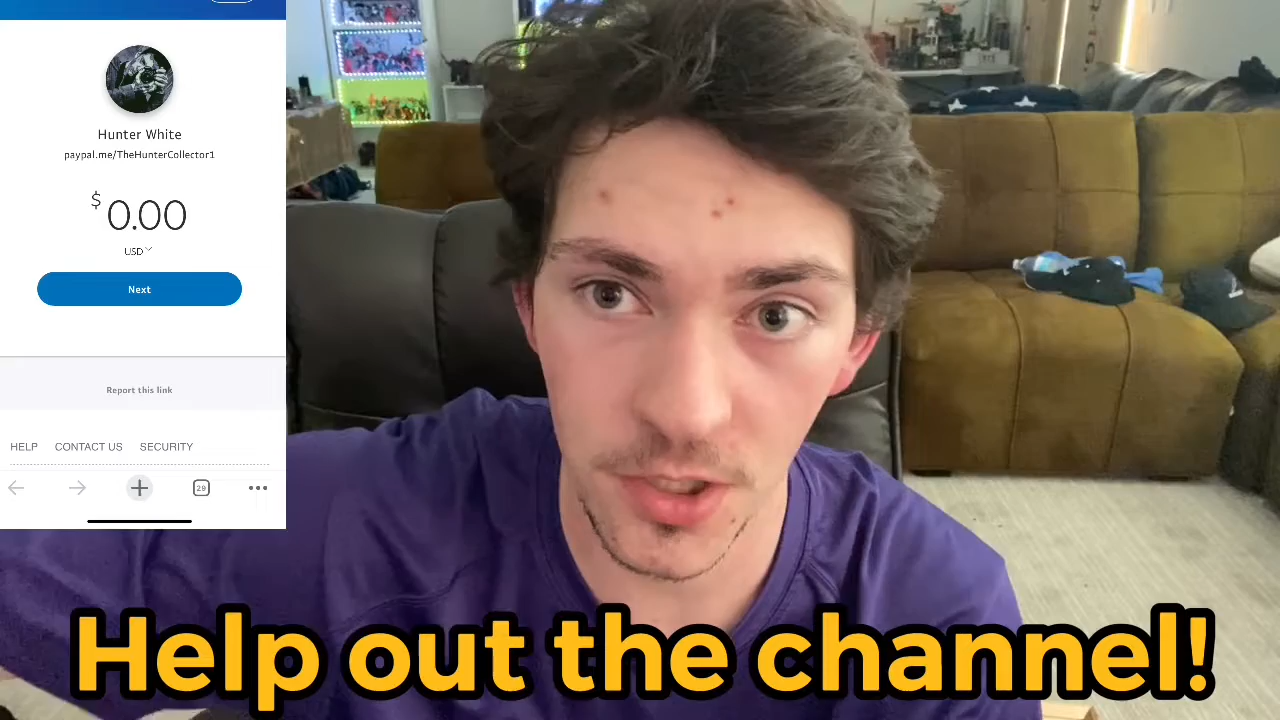 Hunter White
paypal.me/TheHunterCollector1
$0.00
USD
Next
Report this link
HELP CONTACT US SECURITY
29
Help out the channel!